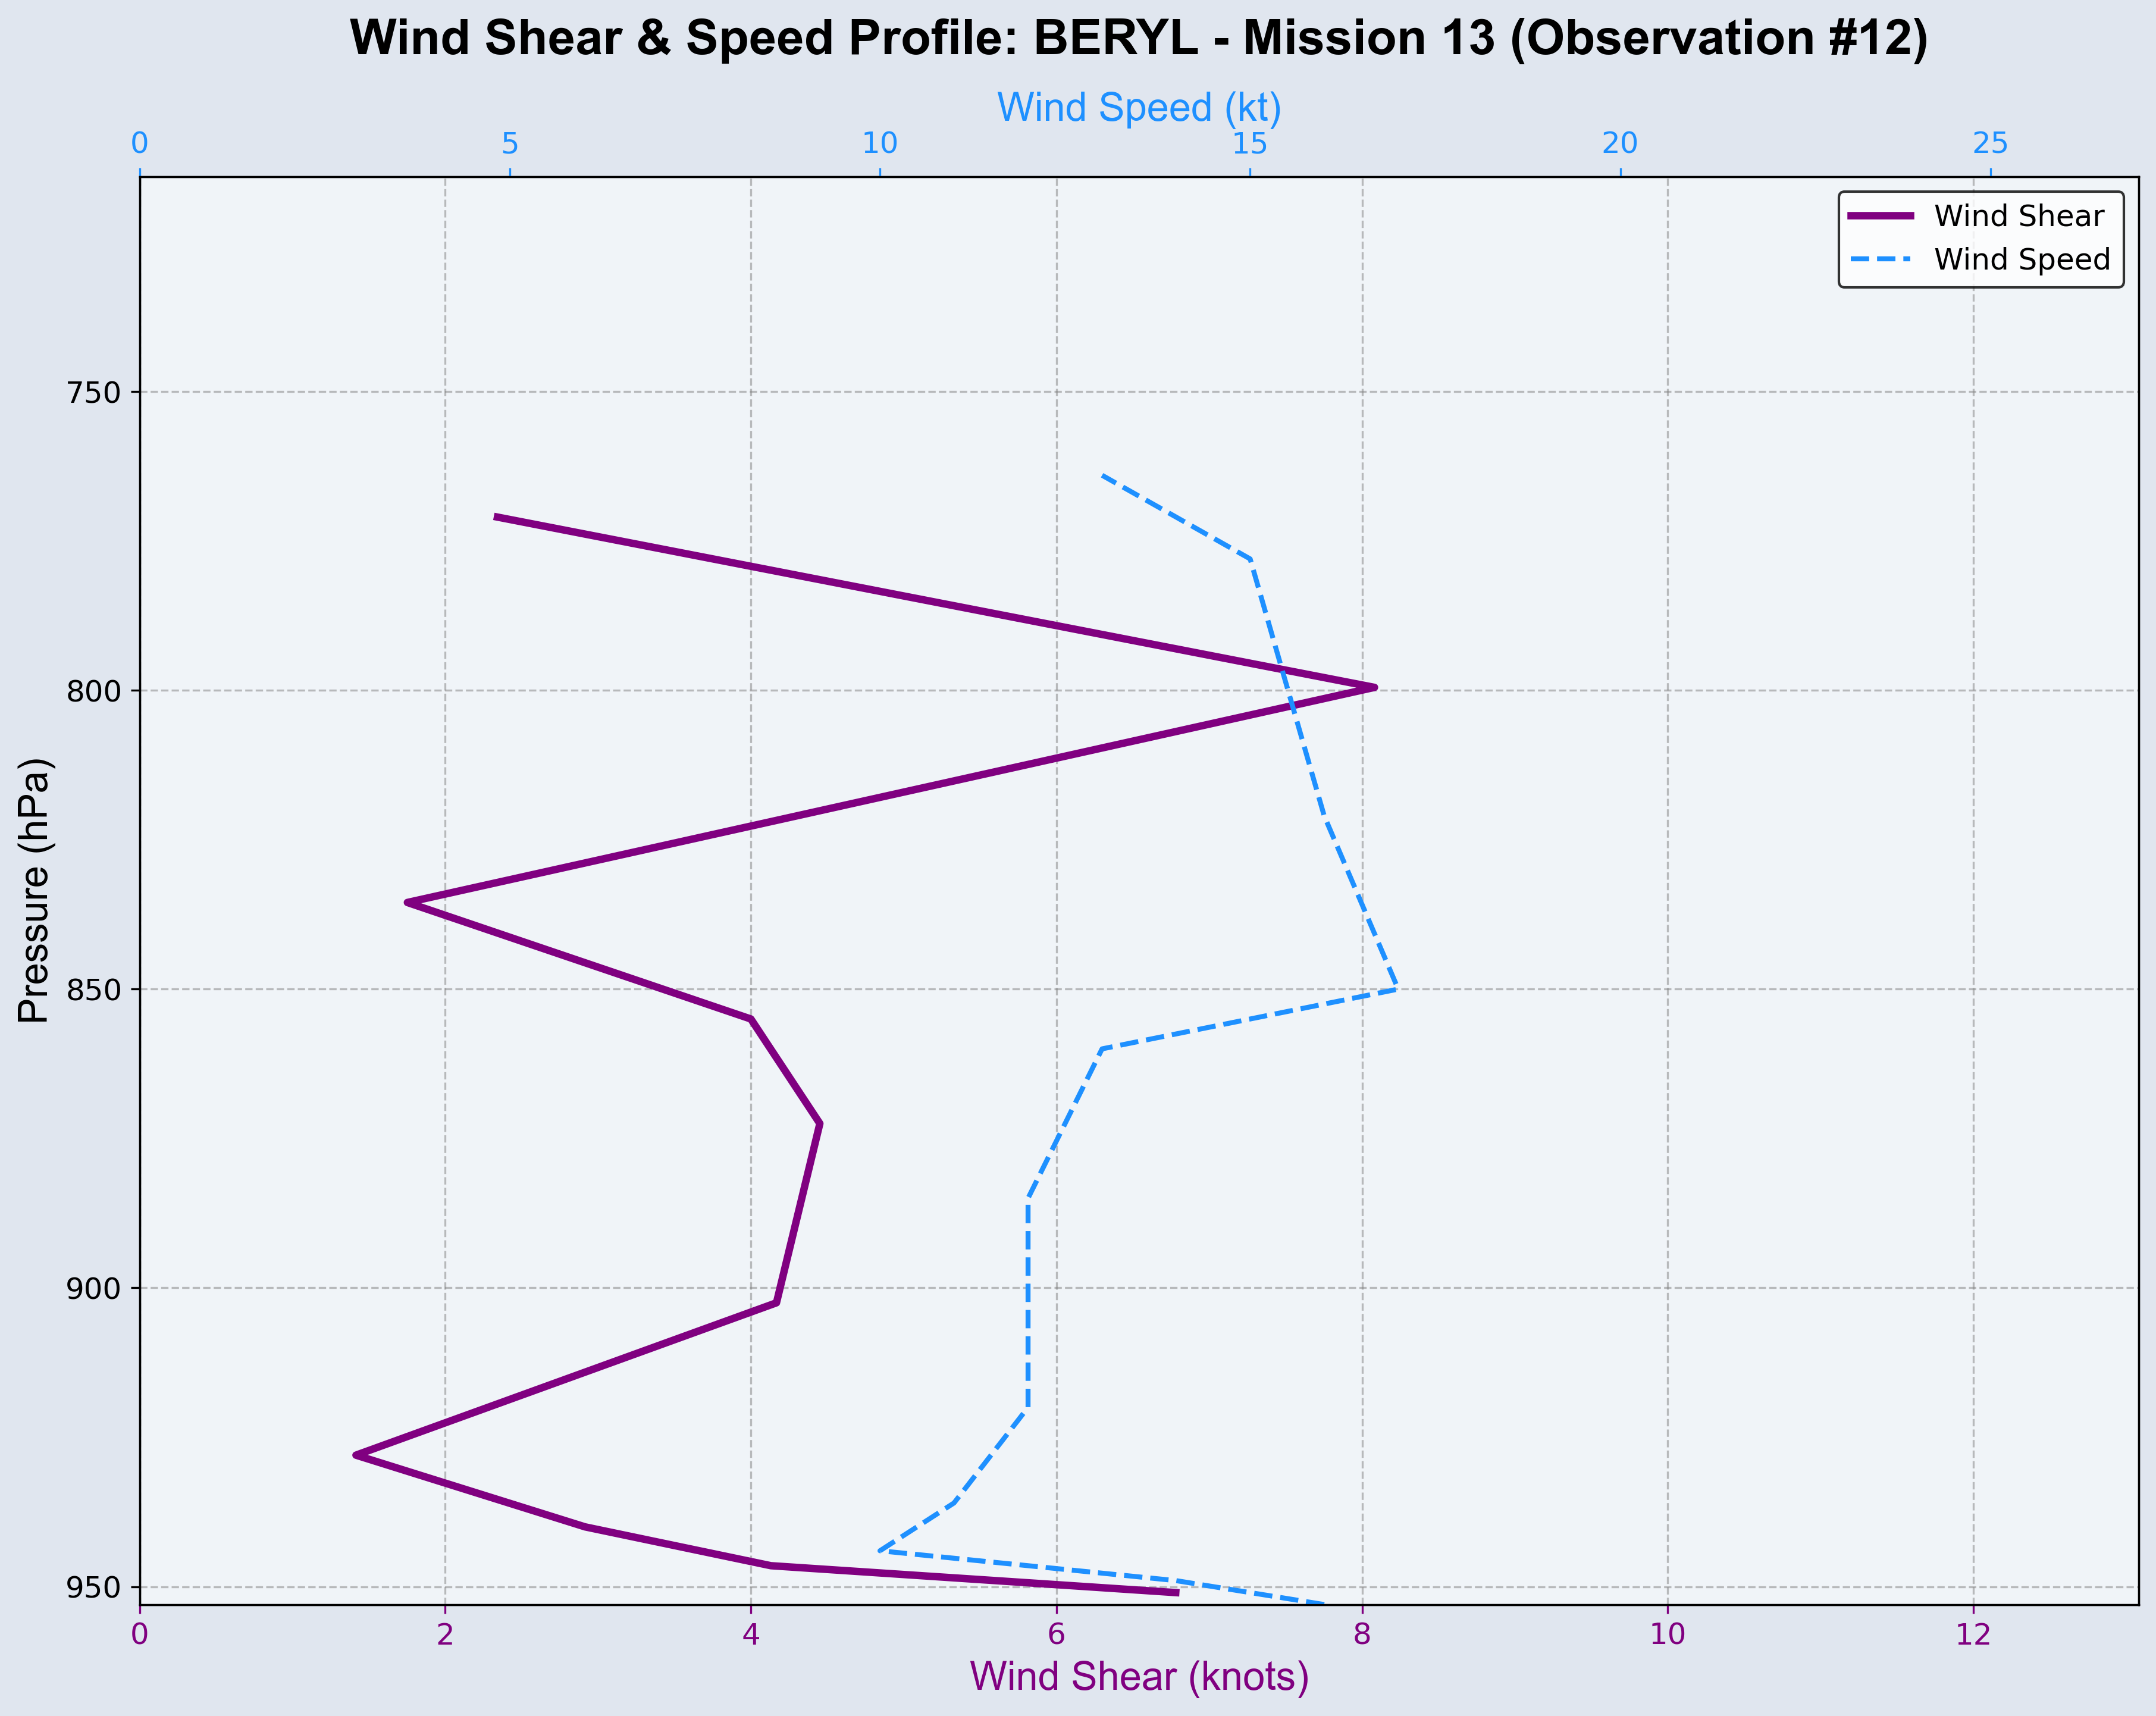 Wind Shear & Speed Profile: BERYL - Mission 13 (Observation #12)
Wind Speed (kt)
0 5 10 15 20 25
Wind Shear
Wind Speed
750
800
850
900
950
Pressure (hPa)
0 2 4 6 8 10 12
Wind Shear (knots)